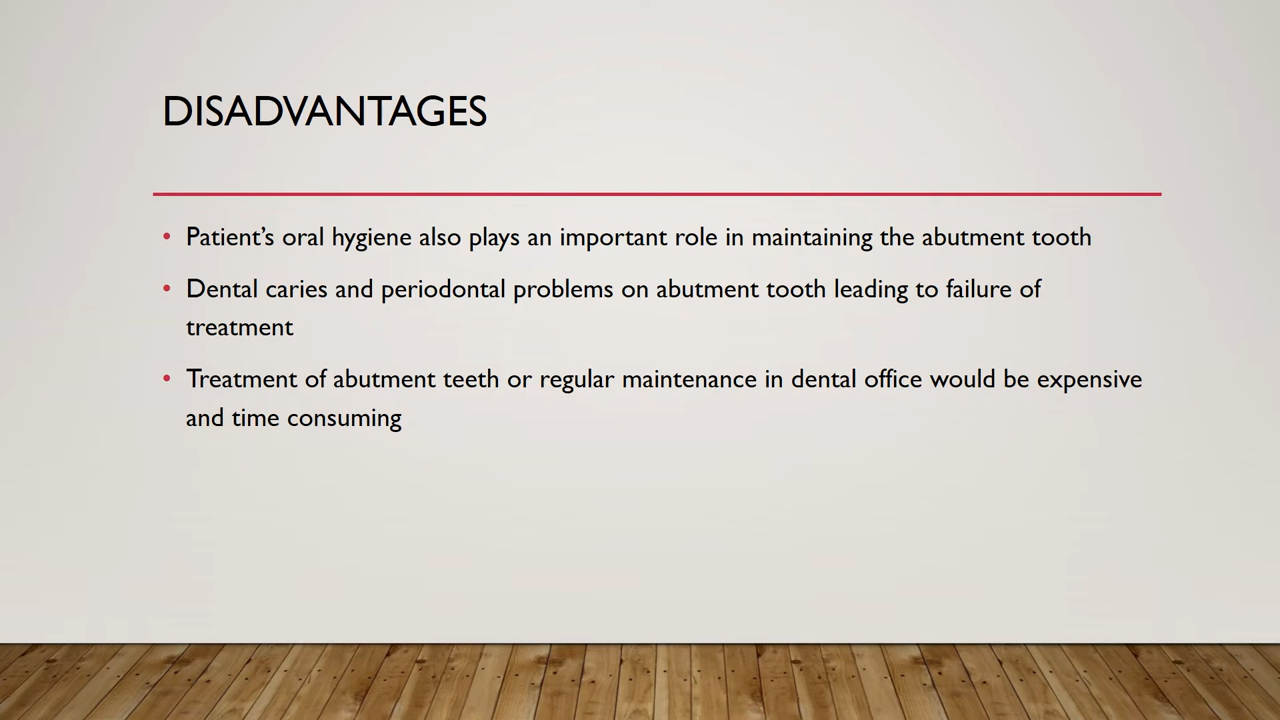 DISADVANTAGES
• Patient’s oral hygiene also plays an important role in maintaining the abutment tooth
• Dental caries and periodontal problems on abutment tooth leading to failure of
treatment
• Treatment of abutment teeth or regular maintenance in dental office would be expensive
and time consuming